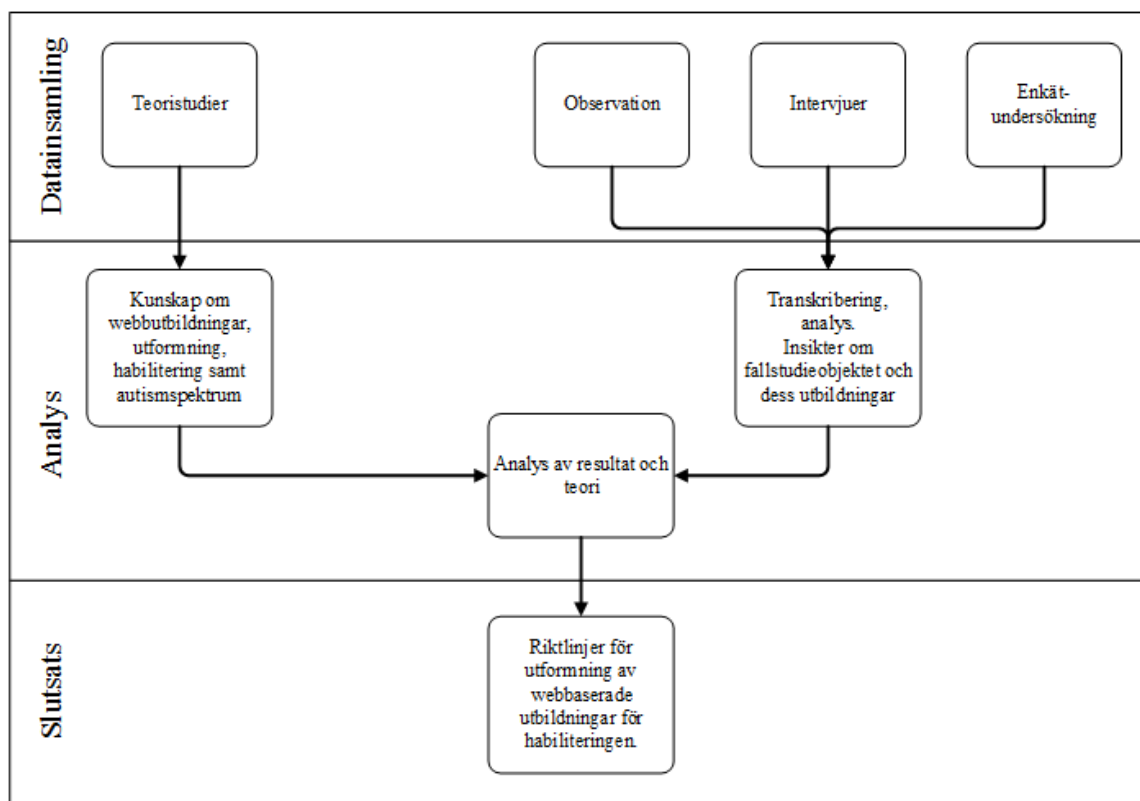 Datainsamling
Teoristudier
Observation
Intervjuer
Enkät-
undersökning
Analys
Kunskap om
webbutbildningar,
utformning,
habilitering samt
autismspektrum
Transkribering,
analys.
Insikter om
fallstudieobjektet och
dess utbildningar
Analys av resultat och
teori
Slutsats
Riktlinjer för
utformning av
webbaserade
utbildningar för
habiliteringen.